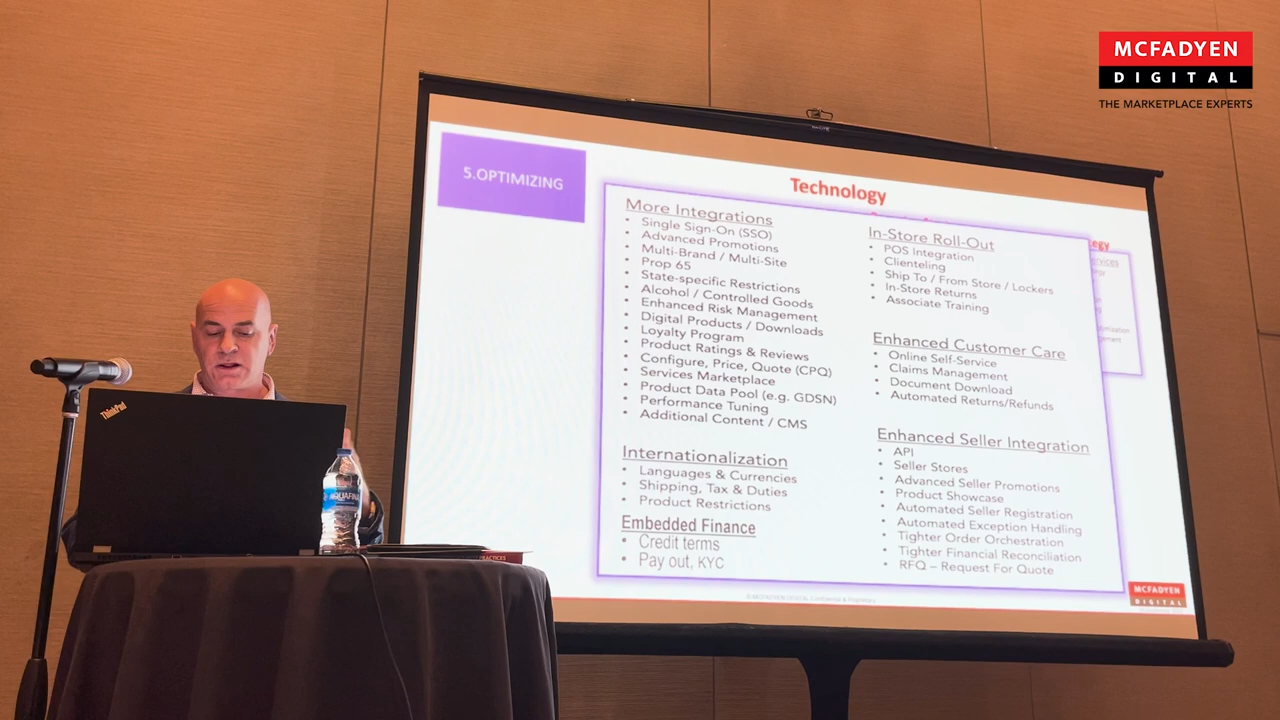 MCFADYEN
DIGITAL
THE MARKETPLACE EXPERTS
5.OPTIMIZING
Technology
More Integrations
• Single Sign-On (SSO)
• Advanced Promotions
• Multi-Brand / Multi-Site
• Prop 65
• State-specific Restrictions
• Alcohol / Controlled Goods
• Enhanced Risk Management
• Digital Products / Downloads
• Loyalty Program
• Product Ratings & Reviews
• Configure, Price, Quote (CPQ)
• Services Marketplace
• Product Data Pool (e.g. GDSN)
• Performance Tuning
• Additional Content / CMS
Internationalization
• Languages & Currencies
• Shipping, Tax & Duties
• Product Restrictions
Embedded Finance
• Credit terms
• Pay out, KYC
In-Store Roll-Out
• POS Integration
• Clienteling
• Ship To / From Store / Lockers
• In-Store Returns
• Associate Training
Enhanced Customer Care
• Online Self-Service
• Claims Management
• Document Download
• Automated Returns/Refunds
Enhanced Seller Integration
• API
• Seller Stores
• Advanced Seller Promotions
• Product Showcase
• Automated Seller Registration
• Automated Exception Handling
• Tighter Order Orchestration
• Tighter Financial Reconciliation
• RFQ – Request For Quote
© MCFADYEN DIGITAL Confidential & Proprietary
MCFADYEN
DIGITAL
ThinkPad
AQUAFINA
PRACTICES